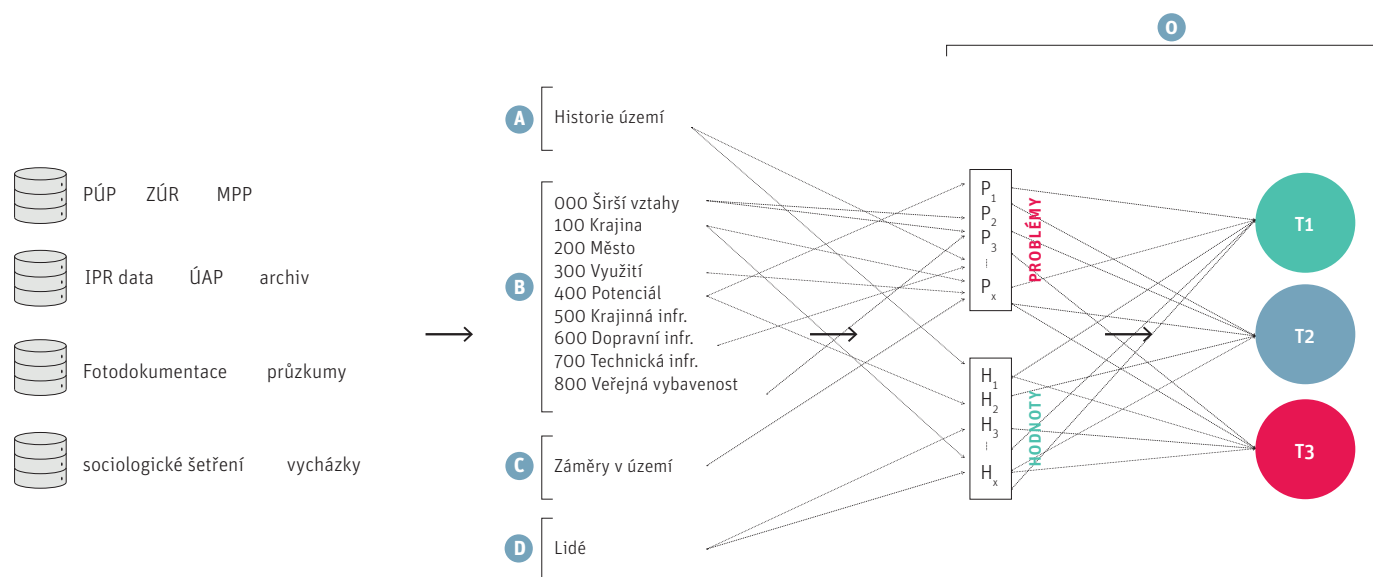 O
A
Historie území
PÚP ZÚR MPP
IPR data ÚAP archiv
Fotodokumentace průzkumy
sociologické šetření vycházky
B
000 Širší vztahy
100 Krajina
200 Město
300 Využití
400 Potenciál
500 Krajinná infr.
600 Dopravní infr.
700 Technická infr.
800 Veřejná vybavenost
C
Záměry v území
D
Lidé
P1
P2
P3
...
Px
PROBLÉMY
H1
H2
H3
...
Hx
HODNOTY
T1
T2
T3